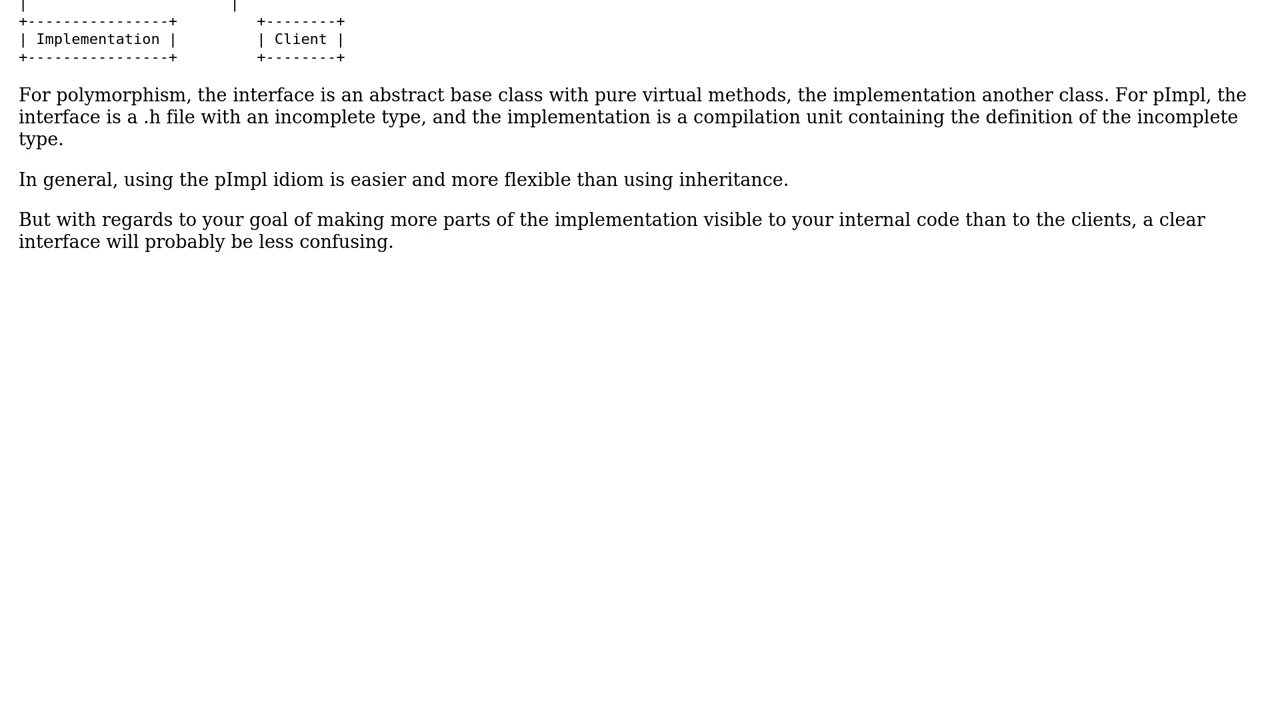 |                          |
+----------------+         +--------+
| Implementation |         | Client |
+----------------+         +--------+
For polymorphism, the interface is an abstract base class with pure virtual methods, the implementation another class. For pImpl, the
interface is a .h file with an incomplete type, and the implementation is a compilation unit containing the definition of the incomplete
type.
In general, using the pImpl idiom is easier and more flexible than using inheritance.
But with regards to your goal of making more parts of the implementation visible to your internal code than to the clients, a clear
interface will probably be less confusing.